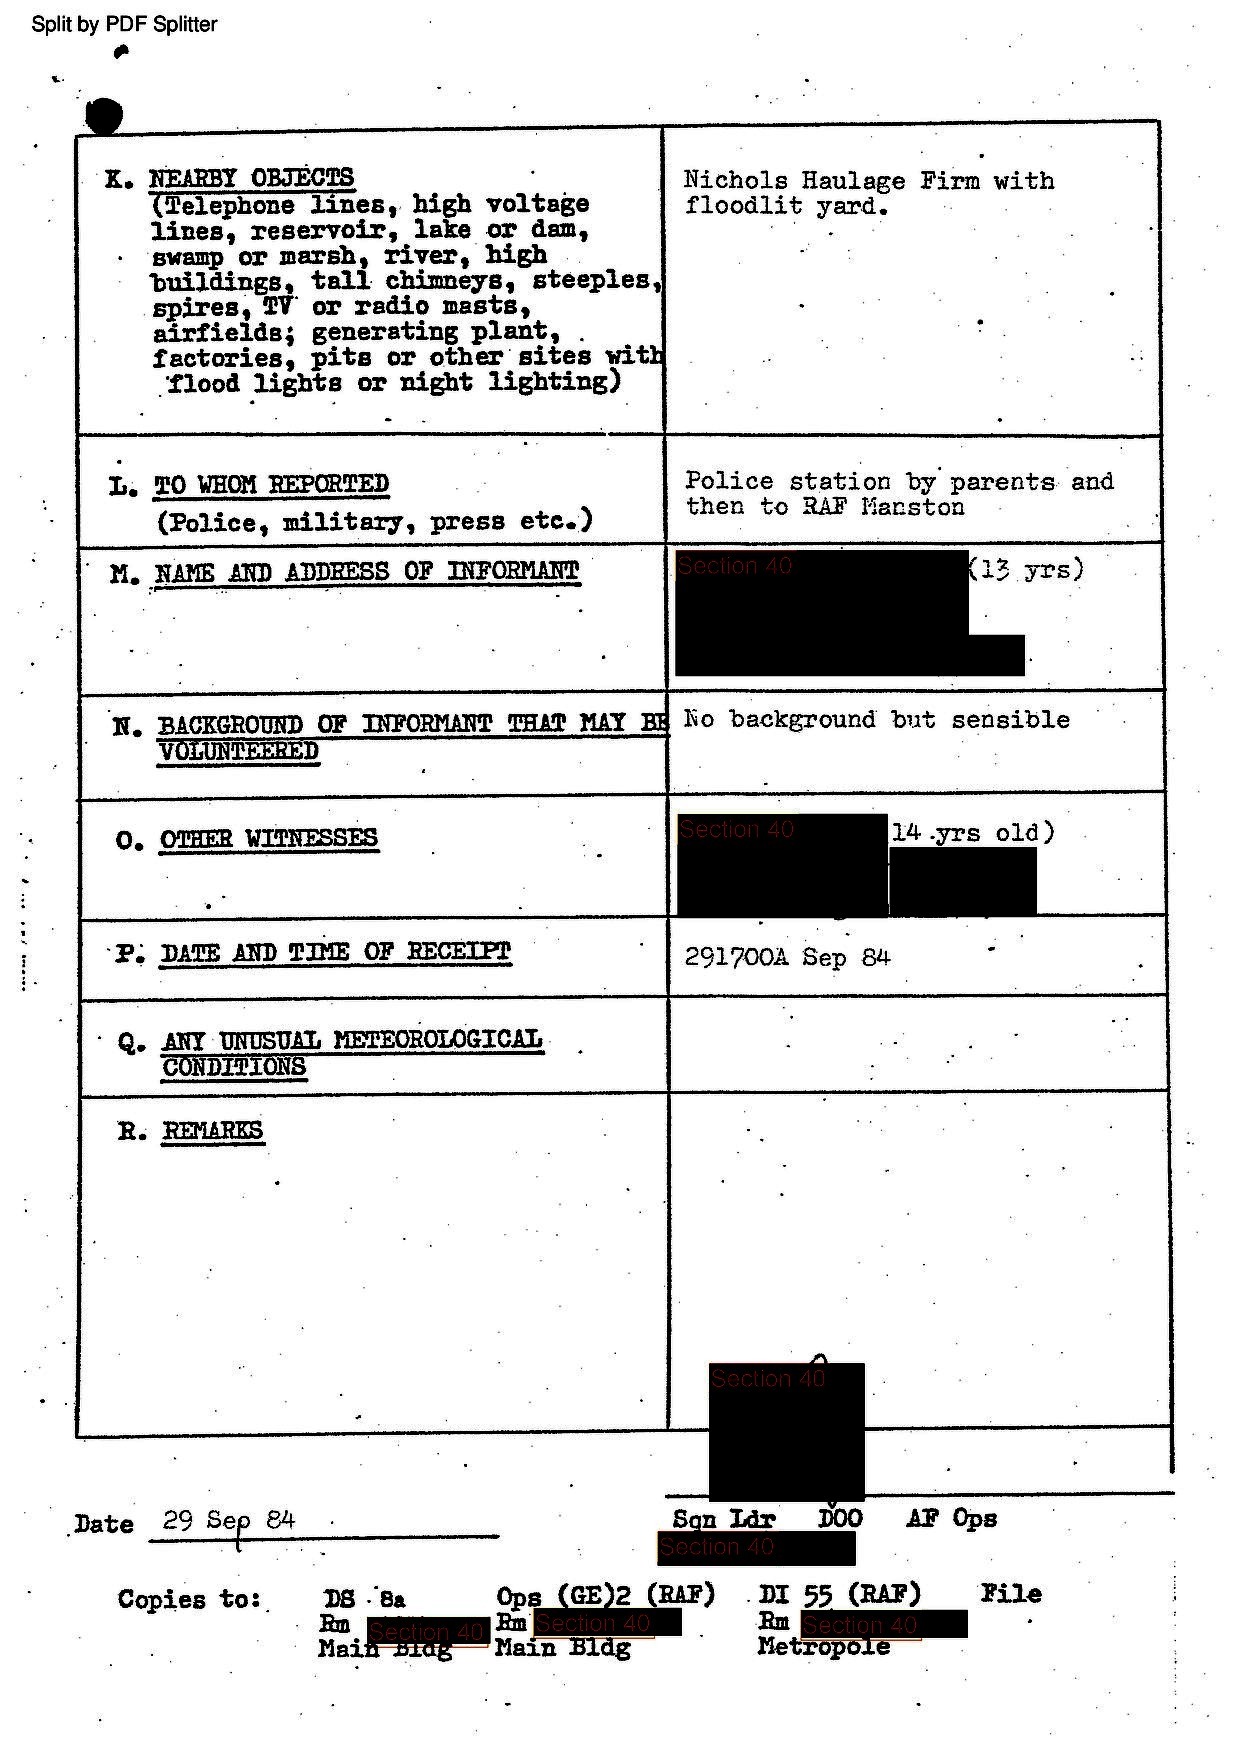 Split by PDF Splitter
K. NEARBY OBJECTS
(Telephone lines, high voltage
lines, reservoir, lake or dam,
swamp or marsh, river, high
buildings, tall chimneys, steeples,
spires, TV or radio masts,
airfields; generating plant,
factories, pits or other sites with
flood lights or night lighting)
Nichols Haulage Firm with
floodlit yard.
L. TO WHOM REPORTED
(Police, military, press etc.)
Police station by parents and
then to RAF Manston
M. NAME AND ADDRESS OF INFORMANT
Section 40
(13 yrs)
N. BACKGROUND OF INFORMANT THAT MAY BE
VOLUNTEERED
No background but sensible
O. OTHER WITNESSES
Section 40
14 yrs old)
P. DATE AND TIME OF RECEIPT
291700A Sep 84
Q. ANY UNUSUAL METEOROLOGICAL
CONDITIONS
R. REMARKS
Section 40
Date 29 Sep 84
Sqn Ldr DOO AF Ops
Section 40
Copies to: DS 8a Ops (GE)2 (RAF) DI 55 (RAF) File
Rm Section 40 Rm Section 40 Rm Section 40
Main Bldg Main Bldg Metropole